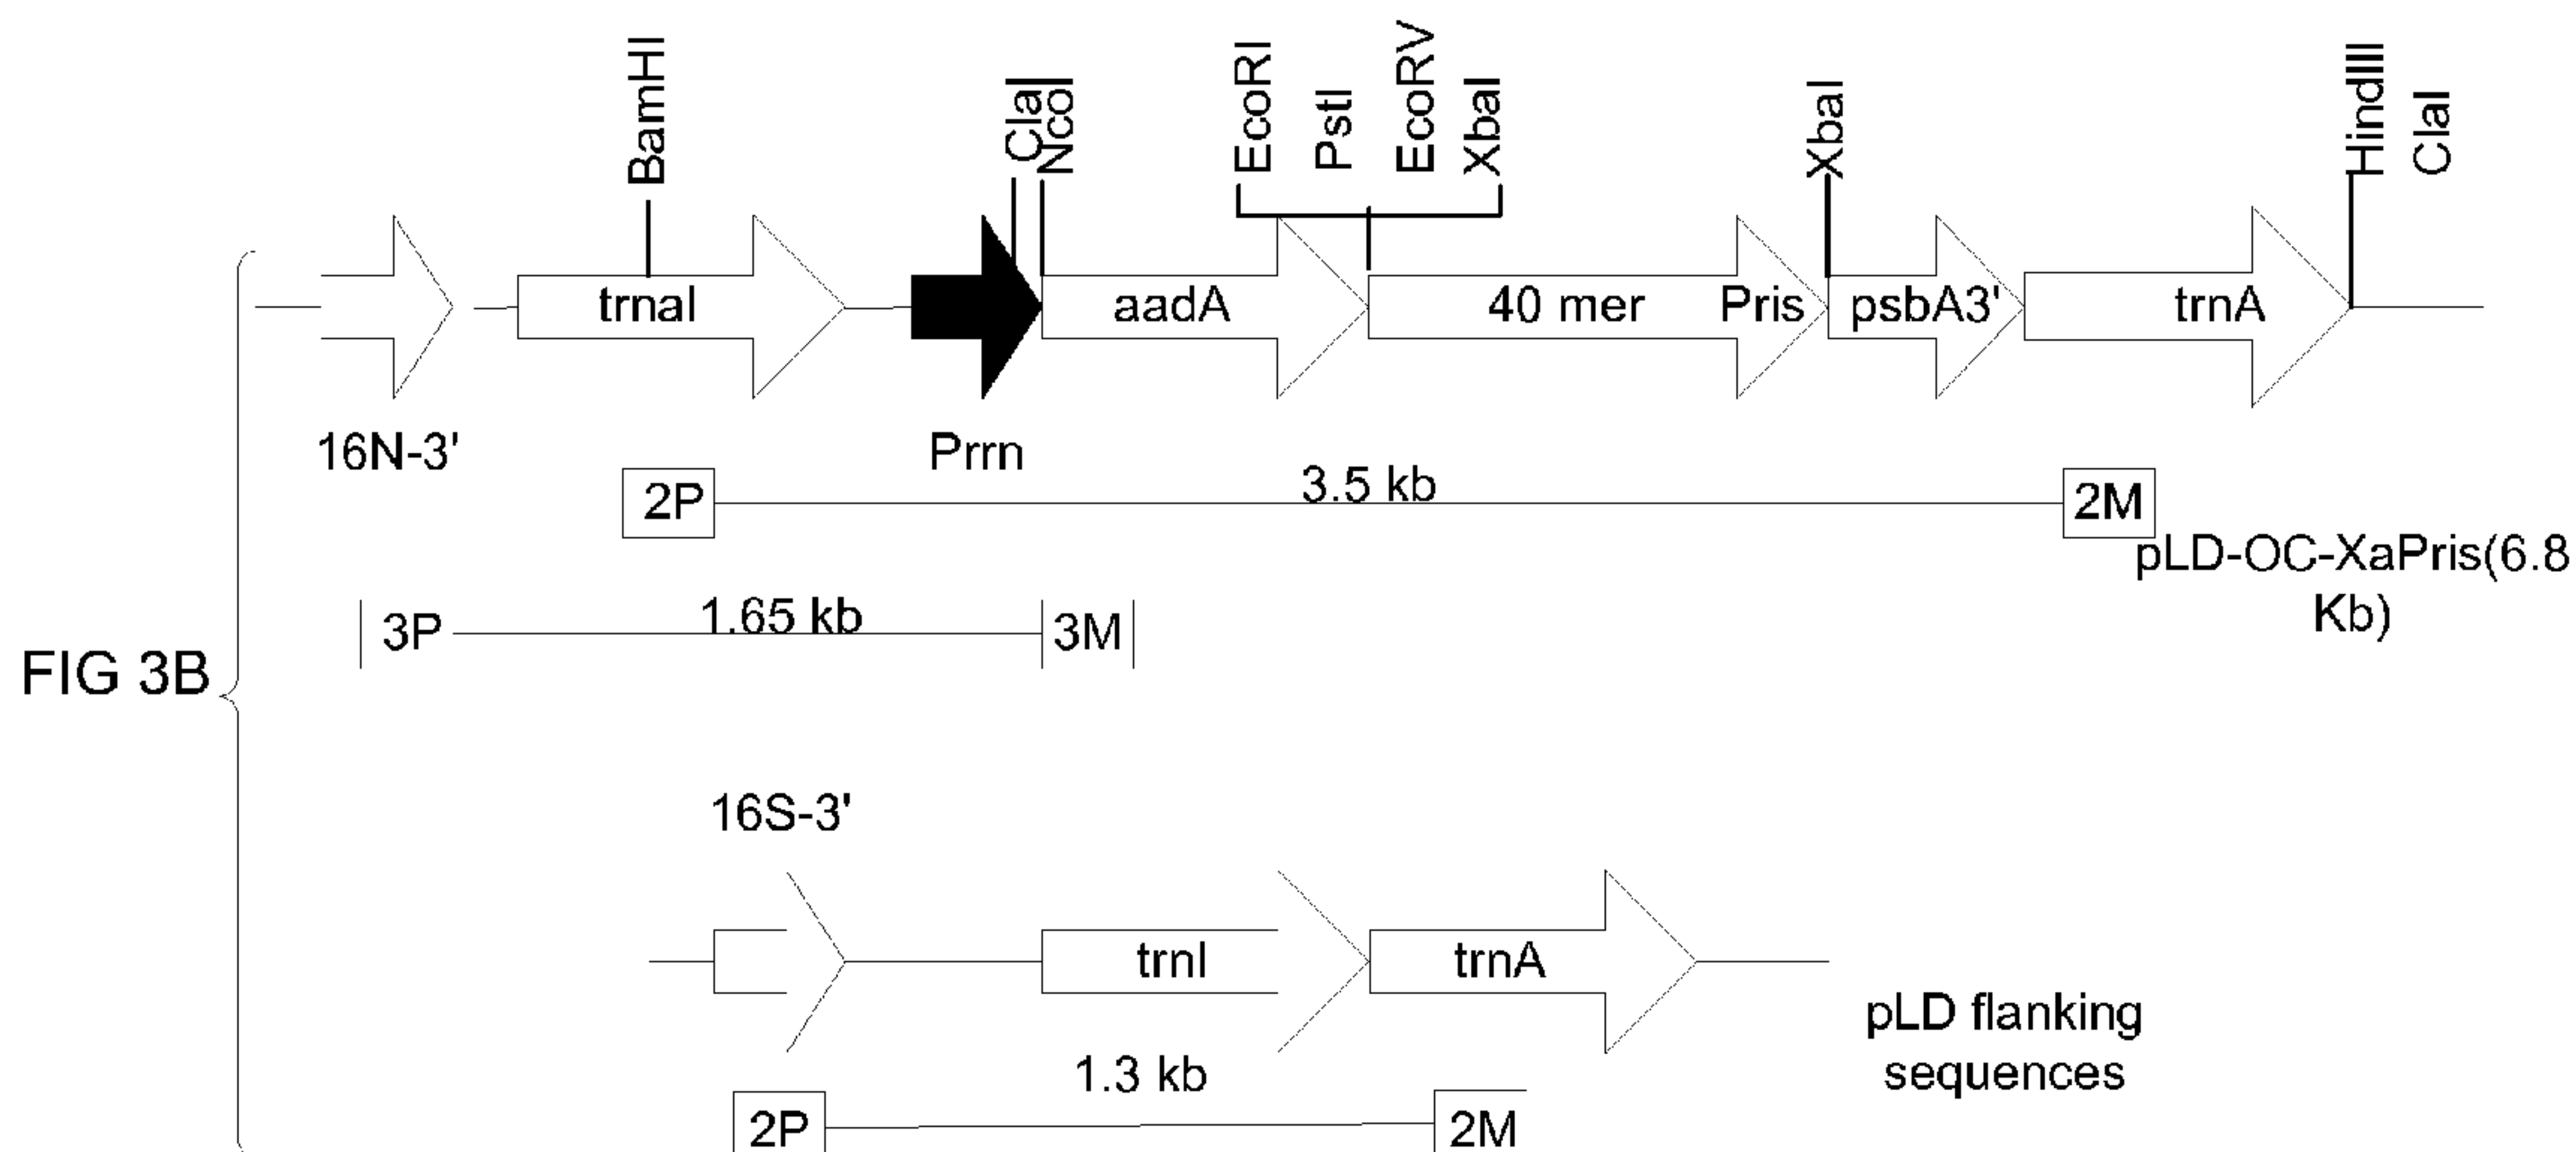 BamHI
ClaI
NcoI
EcoRI
PstI
EcoRV
XbaI
XbaI
HindIII
ClaI
trnaI
aadA
40 mer
Pris
psbA3'
trnA
16N-3'
Prrn
2P
3.5 kb
2M
pLD-OC-XaPris(6.8
Kb)
3P
1.65 kb
3M
FIG 3B
16S-3'
trnI
trnA
pLD flanking
sequences
1.3 kb
2P
2M